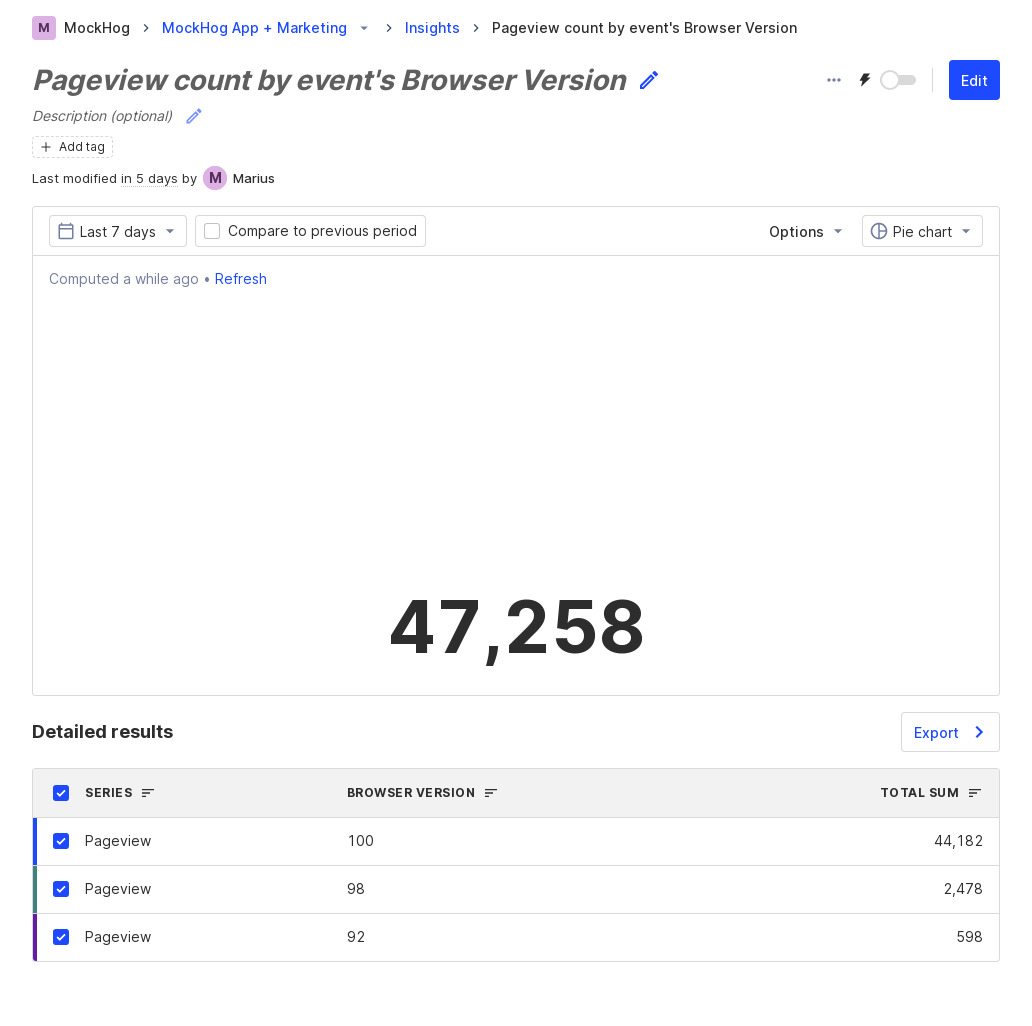 M MockHog MockHog App + Marketing Insights Pageview count by event's Browser Version
Pageview count by event's Browser Version
Edit
Description (optional)
Add tag
Last modified in 5 days by M Marius
Last 7 days Compare to previous period Options Pie chart
Computed a while ago • Refresh
47,258
Detailed results Export
SERIES BROWSER VERSION TOTAL SUM
Pageview 100 44,182
Pageview 98 2,478
Pageview 92 598